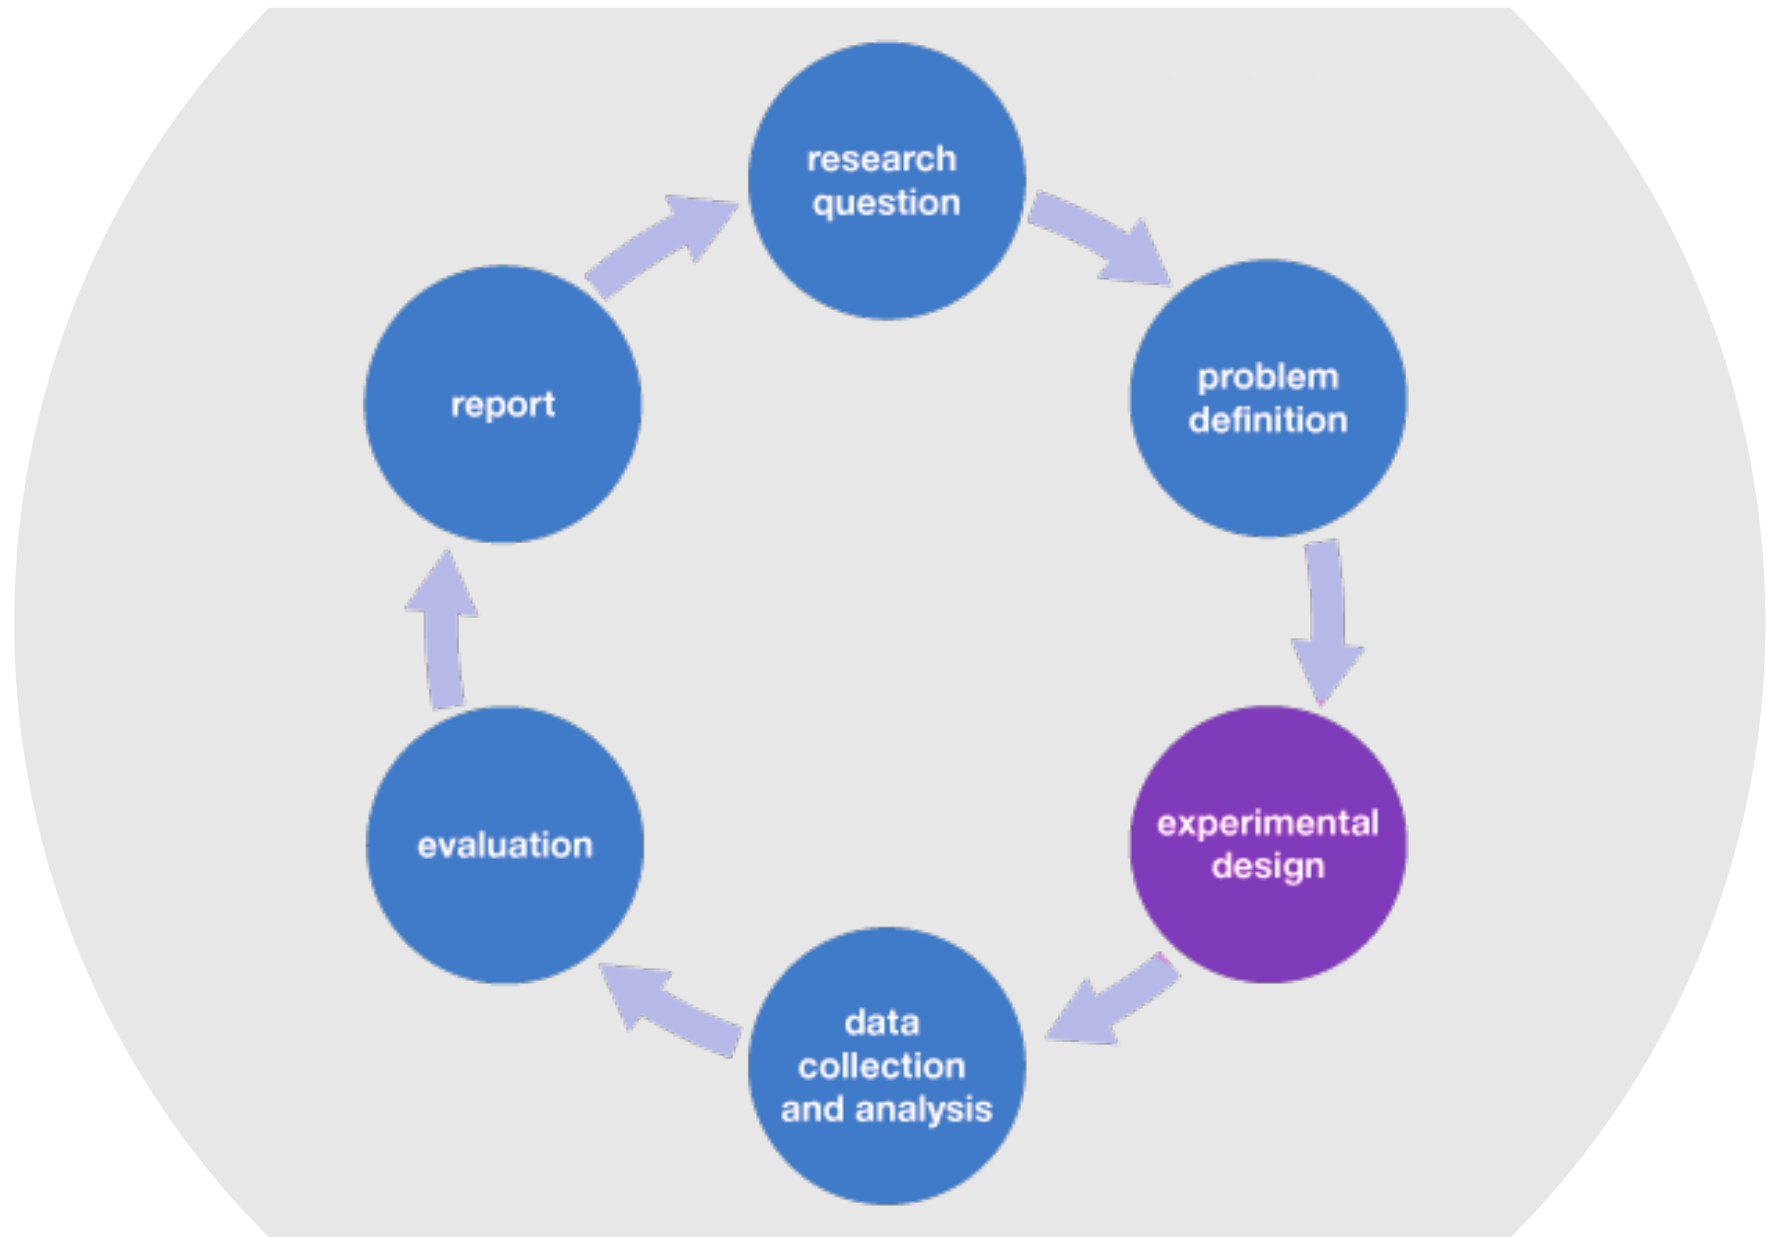 research
question
problem
definition
experimental
design
data
collection
and analysis
evaluation
report